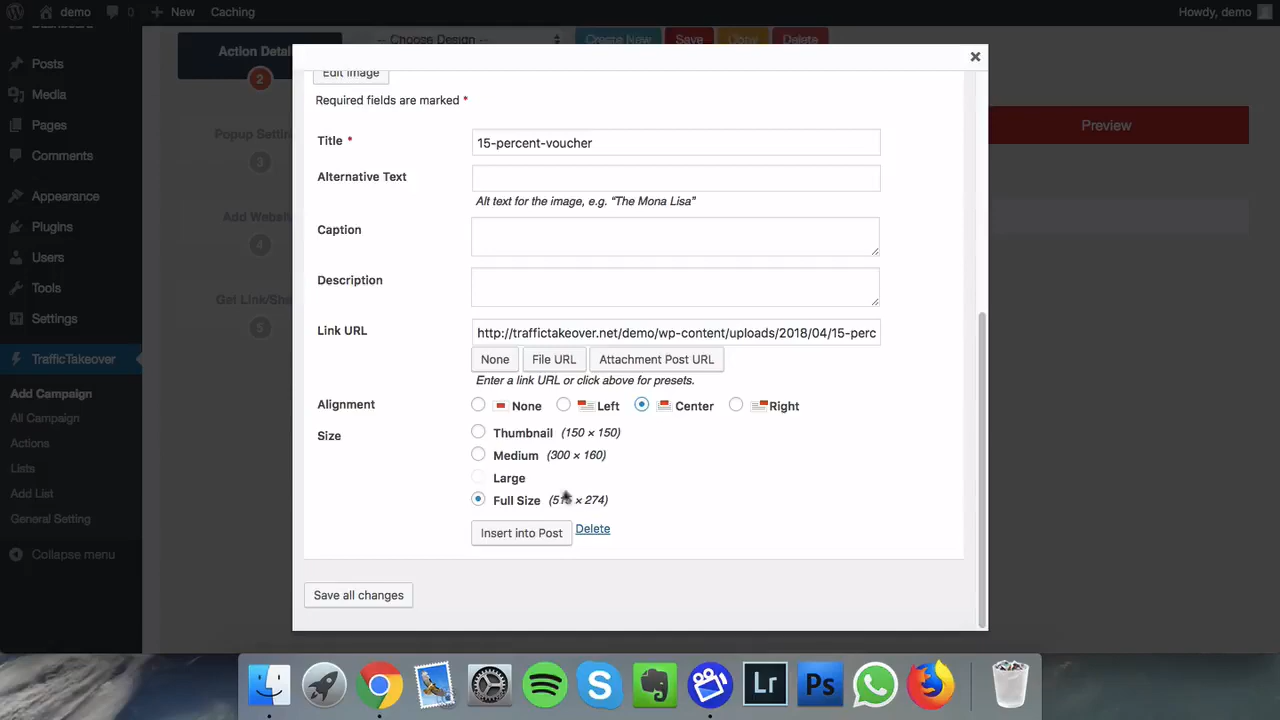 demo
0
New
Caching
Howdy, demo
Posts
Media
Pages
Comments
Appearance
Plugins
Users
Tools
Settings
TrafficTakeover
Add Campaign
All Campaign
Actions
Lists
Add List
General Setting
Collapse menu
Action Detai
2
Popup Settin
3
Add Websit
4
Get Link/Sha
5
-- Choose Design --
Create New
Save
Clone
Delete
Preview
Edit Image
Required fields are marked *
Title *
15-percent-voucher
Alternative Text
Alt text for the image, e.g. “The Mona Lisa”
Caption
Description
Link URL
http://traffictakeover.net/demo/wp-content/uploads/2018/04/15-perc
None
File URL
Attachment Post URL
Enter a link URL or click above for presets.
Alignment
None
Left
Center
Right
Size
Thumbnail (150 × 150)
Medium (300 × 160)
Large
Full Size × 274)
Insert into Post
Delete
Save all changes
Lr
Ps